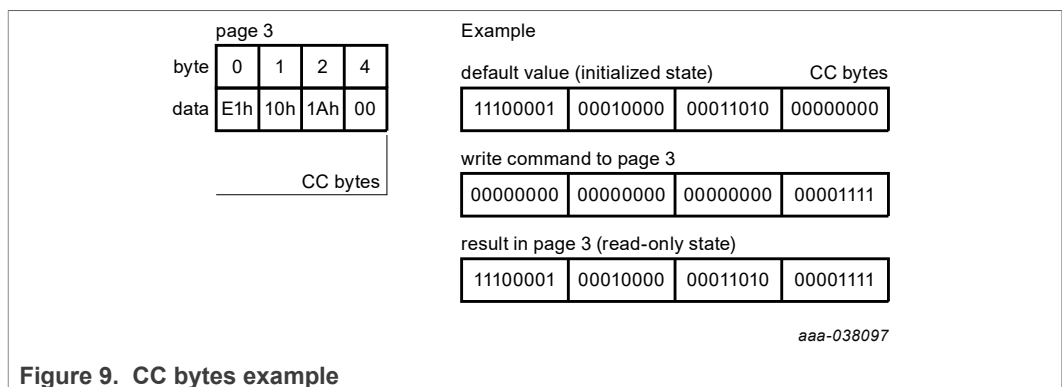 page 3
byte 0 1 2 4
data E1h 10h 1Ah 00
CC bytes
Example
default value (initialized state) CC bytes
11100001 00010000 00011010 00000000
write command to page 3
00000000 00000000 00000000 00001111
result in page 3 (read-only state)
11100001 00010000 00011010 00001111
aaa-038097
Figure 9. CC bytes example